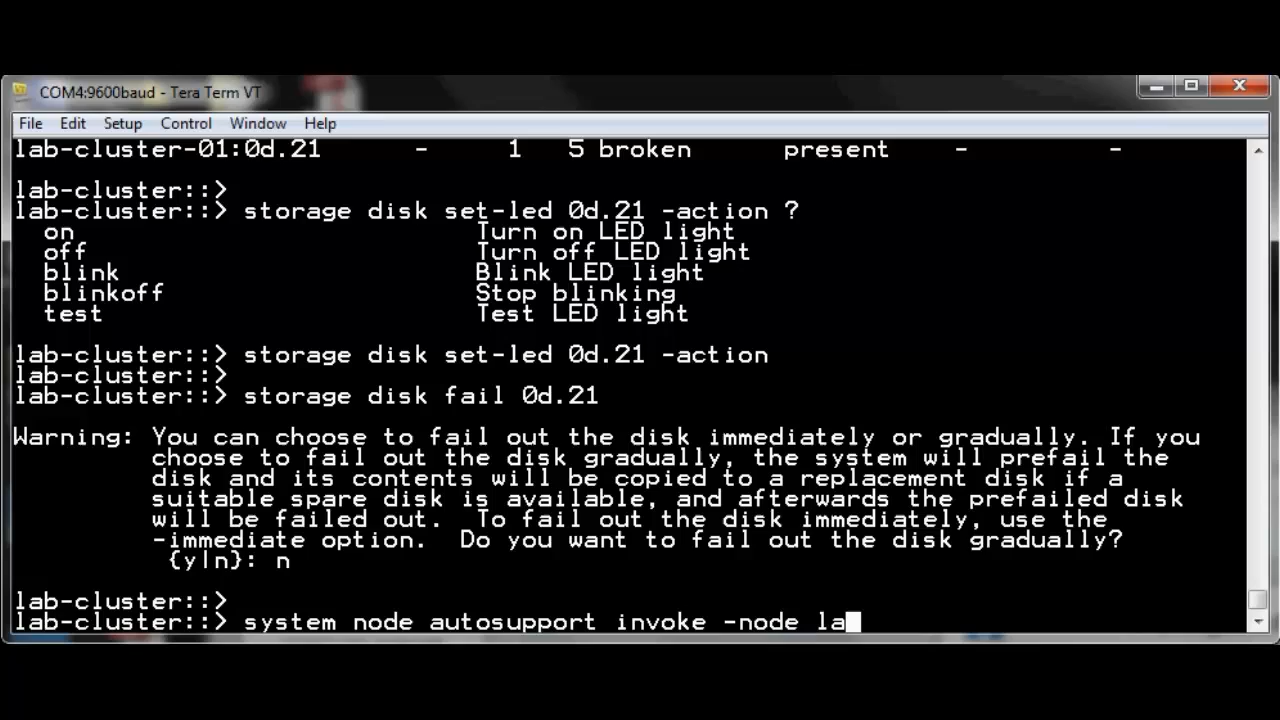 COM4:9600baud - Tera Term VT
File Edit Setup Control Window Help
lab-cluster-01:0d.21 - 1 5 broken present - -
lab-cluster::>
lab-cluster::> storage disk set-led 0d.21 -action ?
on Turn on LED light
off Turn off LED light
blink Blink LED light
blinkoff Stop blinking
test Test LED light
lab-cluster::> storage disk set-led 0d.21 -action
lab-cluster::>
lab-cluster::> storage disk fail 0d.21
Warning: You can choose to fail out the disk immediately or gradually. If you
choose to fail out the disk gradually, the system will prefail the
disk and its contents will be copied to a replacement disk if a
suitable spare disk is available, and afterwards the prefailed disk
will be failed out. To fail out the disk immediately, use the
-immediate option. Do you want to fail out the disk gradually?
{y|n}: n
lab-cluster::>
lab-cluster::> system node autosupport invoke -node la